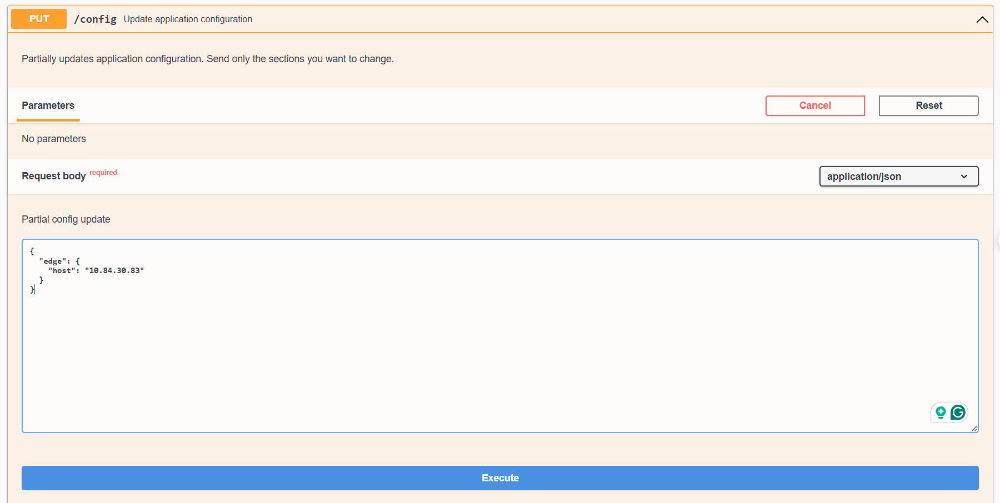 PUT /config Update application configuration
Partially updates application configuration. Send only the sections you want to change.
Parameters Cancel Reset
No parameters
Request body required application/json
Partial config update
{
  "edge": {
    "host": "10.84.30.83"
  }
}
Execute